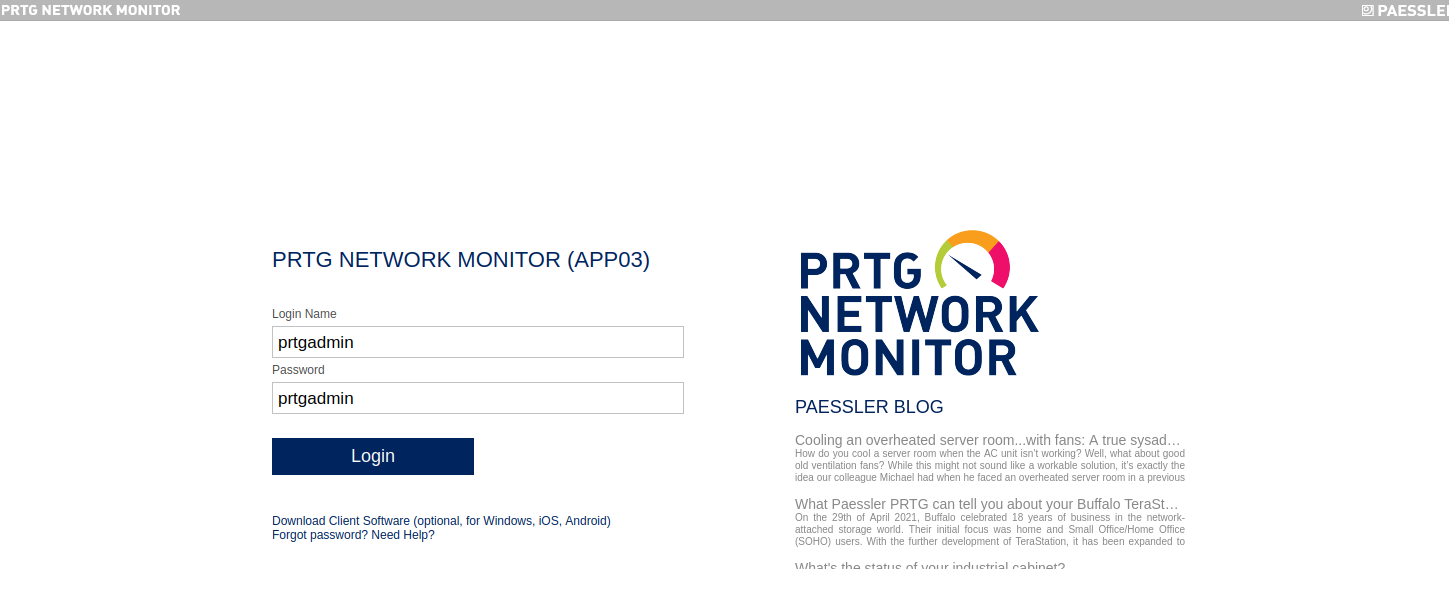 PRTG NETWORK MONITOR
PAESSLE
PRTG NETWORK MONITOR (APP03)
Login Name
prtgadmin
Password
prtgadmin
Login
Download Client Software (optional, for Windows, iOS, Android)
Forgot password? Need Help?
PRTG
NETWORK
MONITOR
PAESSLER BLOG
Cooling an overheated server room...with fans: A true sysad…
How do you cool a server room when the AC unit isn't working? Well, what about good
old ventilation fans? While this might not sound like a workable solution, it's exactly the
idea our colleague Michael had when he faced an overheated server room in a previous
What Paessler PRTG can tell you about your Buffalo TeraSt…
On the 29th of April 2021, Buffalo celebrated 18 years of business in the network-
attached storage world. Their initial focus was home and Small Office/Home Office
(SOHO) users. With the further development of TeraStation, it has been expanded to
What's the status of your industrial cabinet?